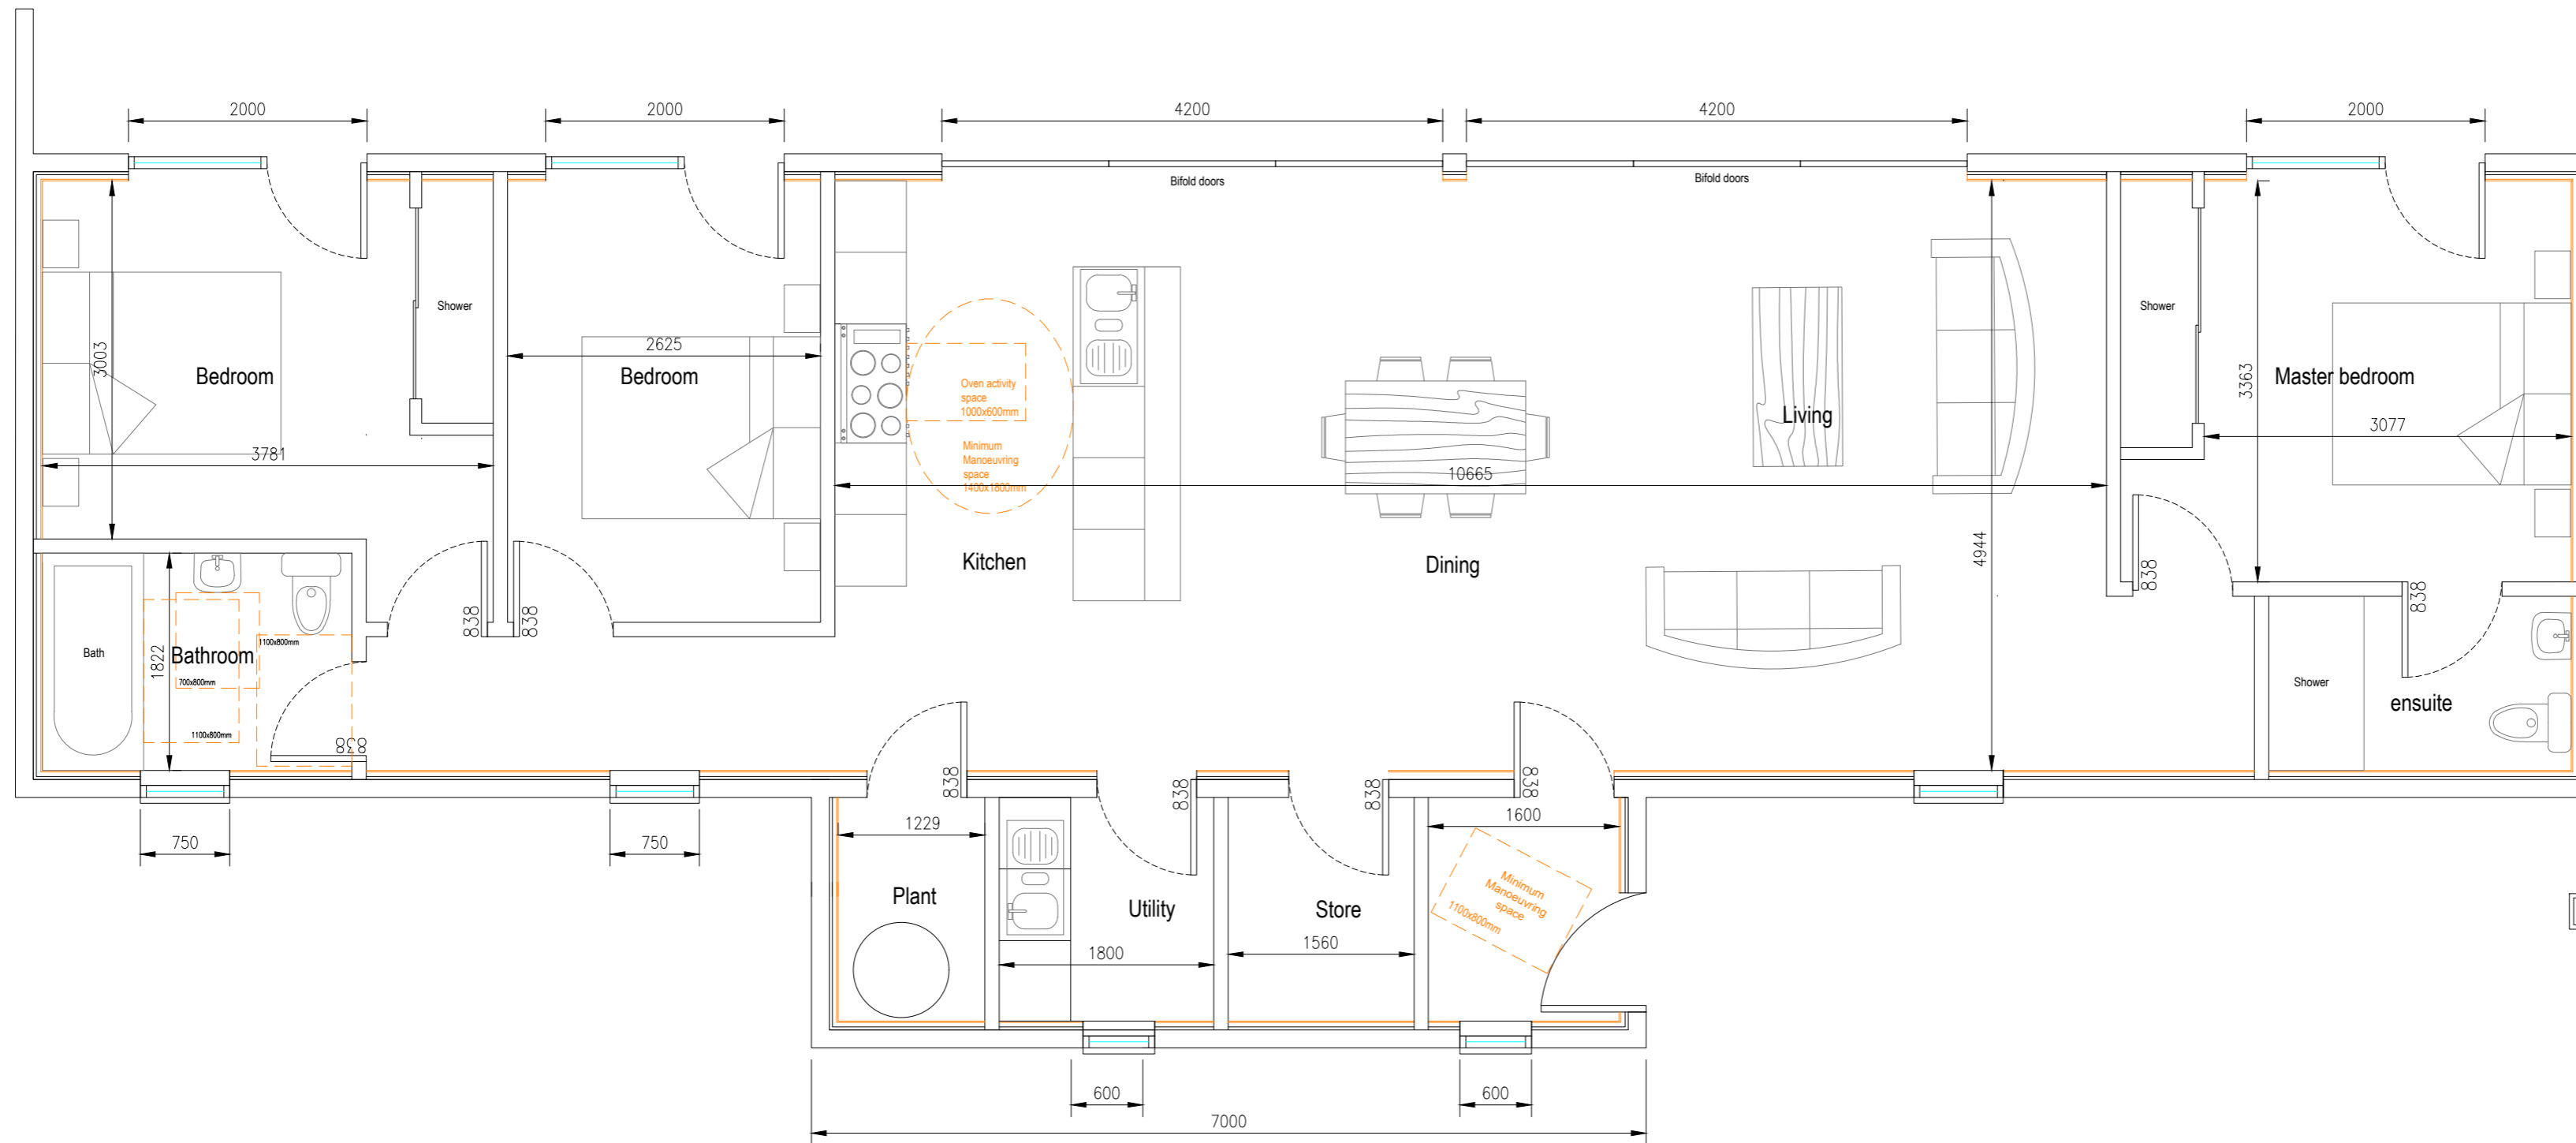 2000
2000
4200
4200
2000
Bifold doors
Bifold doors
Shower
Shower
3003
Bedroom
2625
Bedroom
Oven activity
space
1000x600mm
Minimum
Manoeuvring
space
1400x1800mm
Living
3363
Master bedroom
3077
3781
10665
Kitchen
Dining
4944
838
838
838
838
838
Bath
1822
Bathroom
1100x800mm
700x800mm
1100x800mm
838
Shower
ensuite
838
838
838
838
750
750
1229
1600
Plant
Utility
Store
Minimum
Manoeuvring
space
1100x800mm
1800
1560
600
600
7000